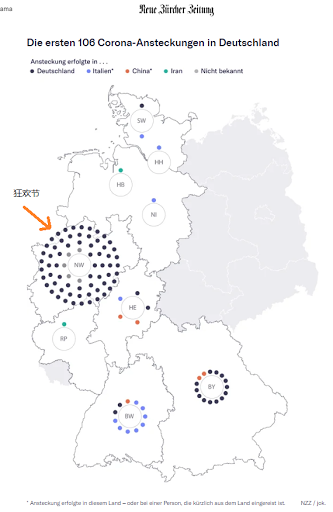 ama
Neue Zürcher Zeitung
Die ersten 106 Corona-Ansteckungen in Deutschland
Ansteckung erfolgte in . . .
Deutschland Italien* China* Iran Nicht bekannt
SW
HH
HB
狂欢节
NI
NW
HE
RP
BY
BW
* Ansteckung erfolgte in diesem Land – oder bei einer Person, die kürzlich aus dem Land eingereist ist. NZZ / jok.